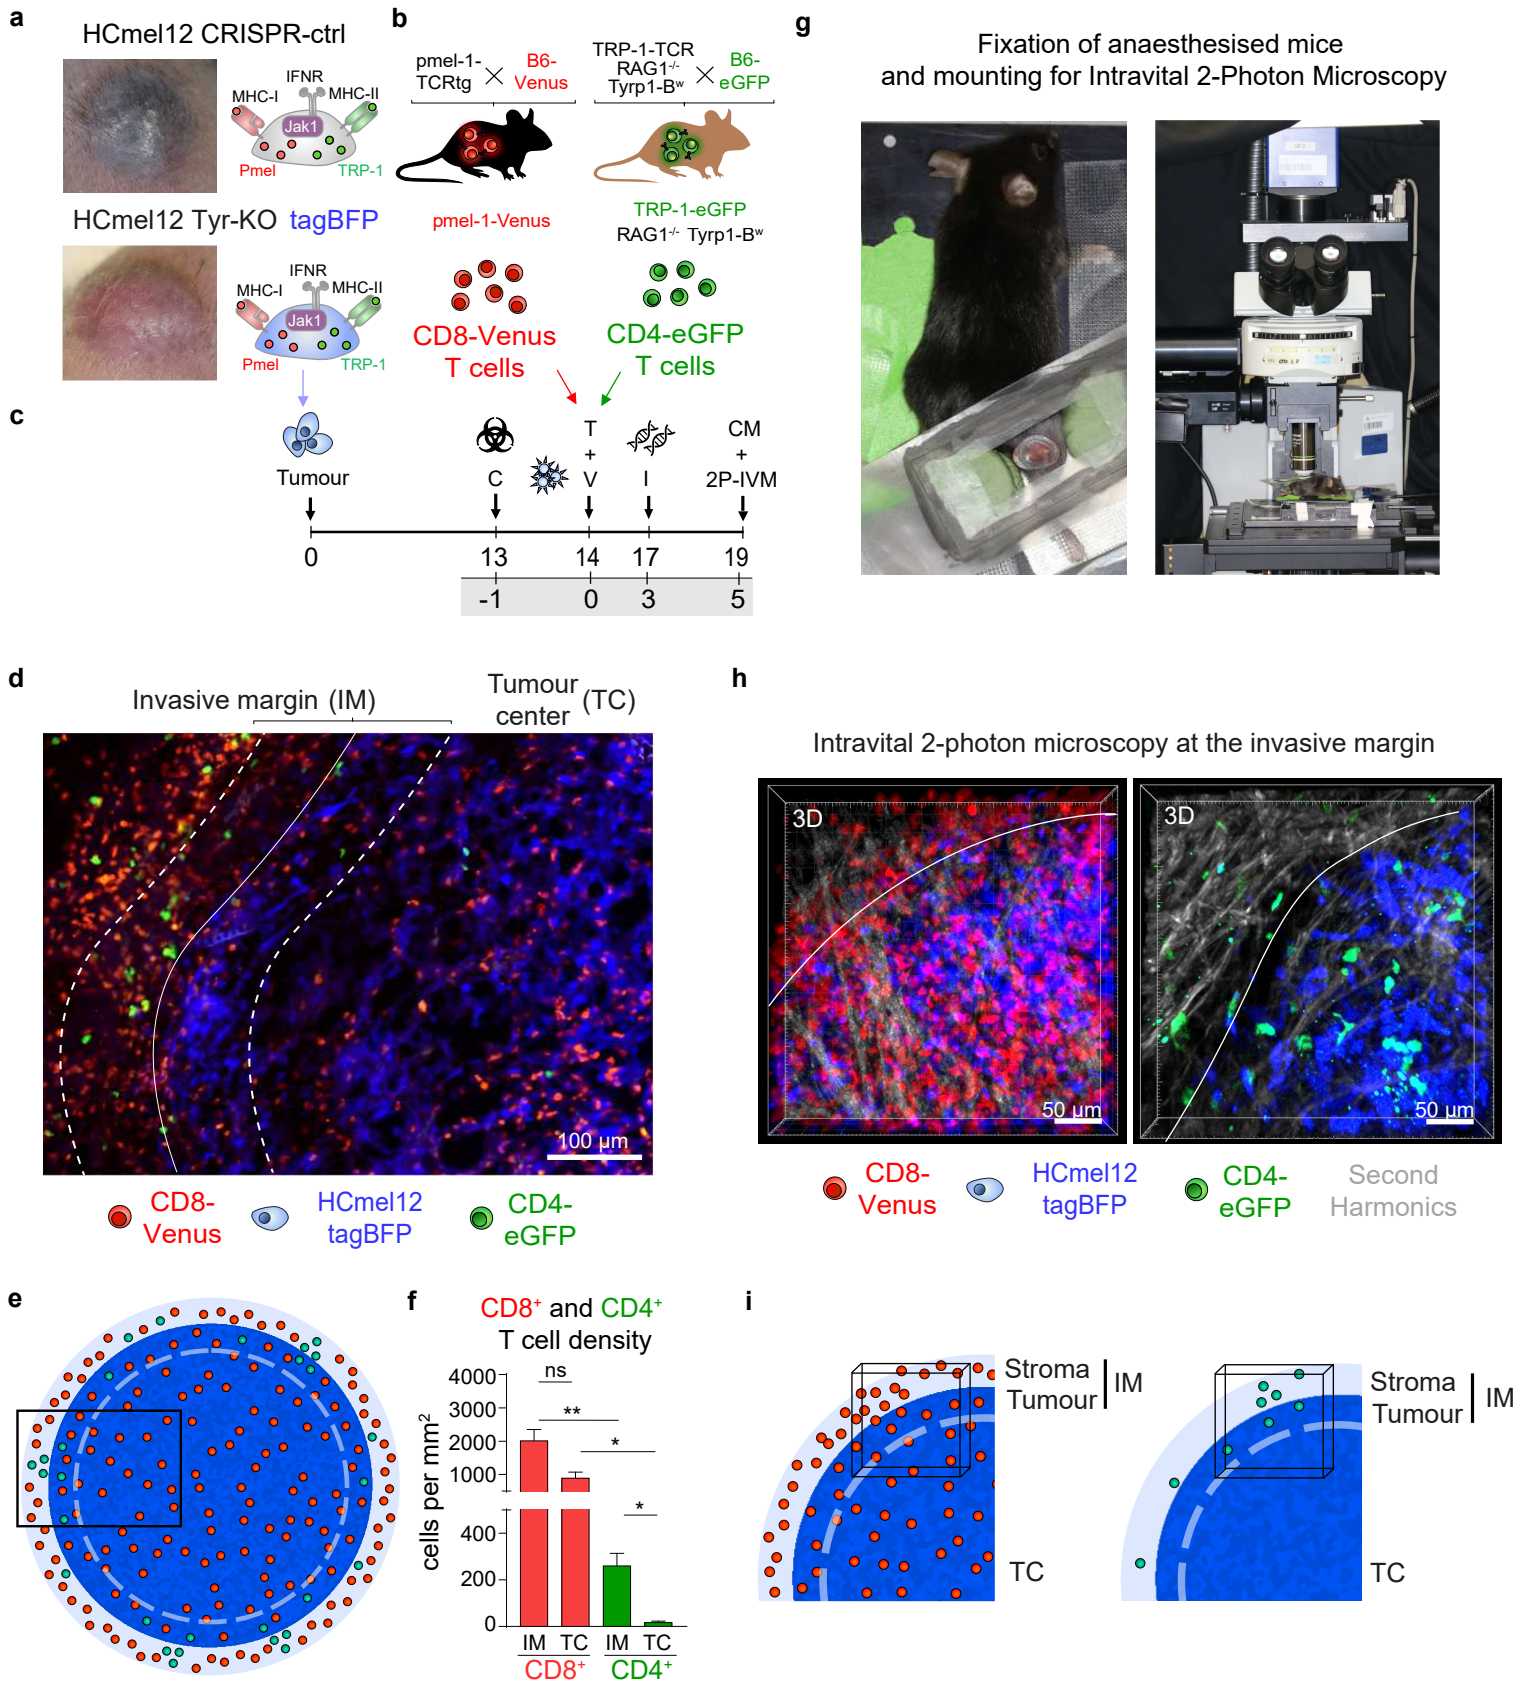 a
HCmel12 CRISPR-ctrl
IFNR
MHC-I
MHC-II
Jak1
Pmel
TRP-1
HCmel12 Tyr-KO tagBFP
IFNR
MHC-I
MHC-II
Jak1
Pmel
TRP-1
b
pmel-1-
TCRtg
B6-
Venus
TRP-1-TCR
RAG1-/-
Tyrp1-Bw
B6-
eGFP
pmel-1-Venus
TRP-1-eGFP
RAG1-/- Tyrp1-Bw
CD8-Venus
T cells
CD4-eGFP
T cells
c
Tumour
C
T
+
V
I
CM
+
2P-IVM
0
13
14
17
19
-1
0
3
5
d
Invasive margin (IM)
Tumour
center
(TC)
100 µm
CD8-
Venus
HCmel12
tagBFP
CD4-
eGFP
e
f
CD8+ and CD4+
T cell density
cells per mm2
4000
3000
2000
1000
400
200
0
ns
**
*
*
IM
TC
IM
TC
CD8+
CD4+
g
Fixation of anaesthesised mice
and mounting for Intravital 2-Photon Microscopy
h
Intravital 2-photon microscopy at the invasive margin
3D
50 µm
3D
50 µm
CD8-
Venus
HCmel12
tagBFP
CD4-
eGFP
Second
Harmonics
i
Stroma
Tumour
IM
TC
Stroma
Tumour
IM
TC